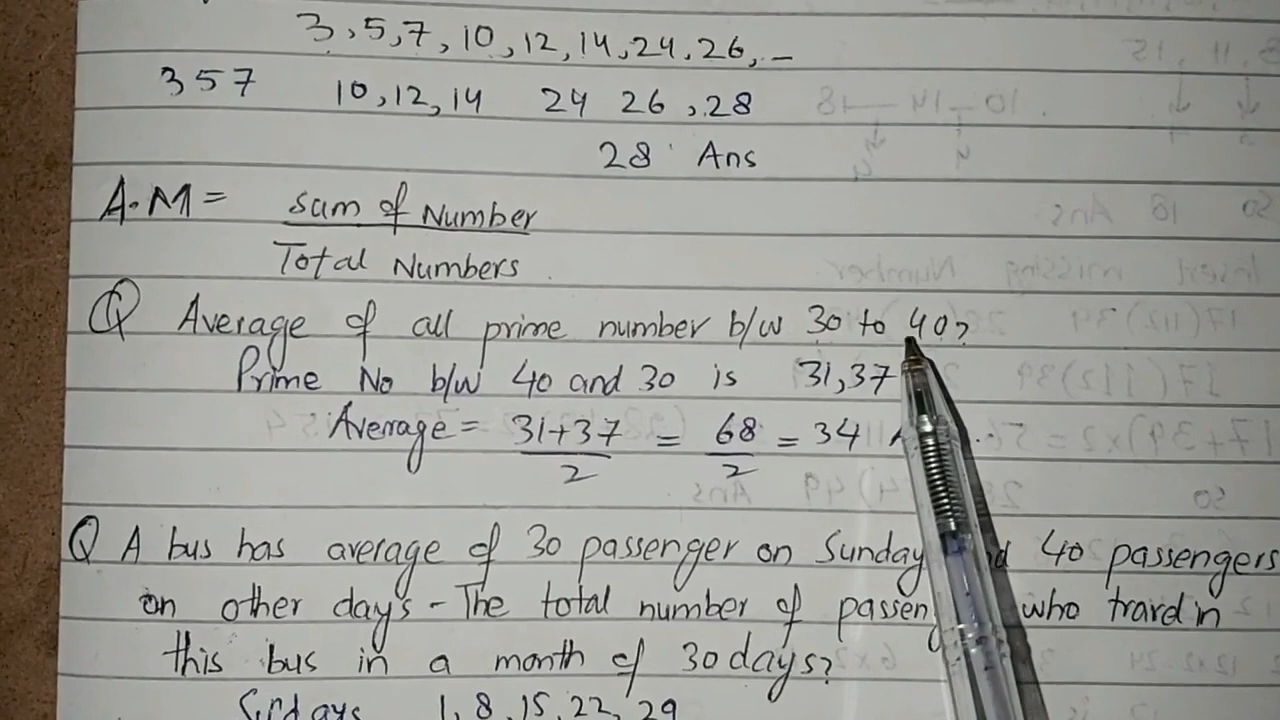 3,5,7,10,12,14,24,26,-
3 5 7 10,12,14 24 26,28
28 Ans
A.M = Sum of Number
Total Numbers
Q Average of all prime number b/w 30 to 40?
Prime No b/w 40 and 30 is 31,37
Average = 31+37 = 68 = 34
2 2
Q A bus has average of 30 passenger on Sunday 40 passengers
on other days - The total number of who travel in
this bus in a month of 30 days?
1, 8, 15, 22, 29